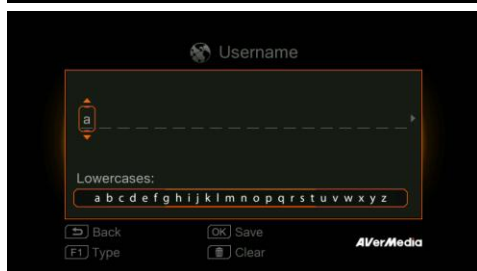 Username
a
Lowercases:
a b c d e f g h i j k l m n o p q r s t u v w x y z
Back
OK Save
F1 Type
Clear
AVerMedia